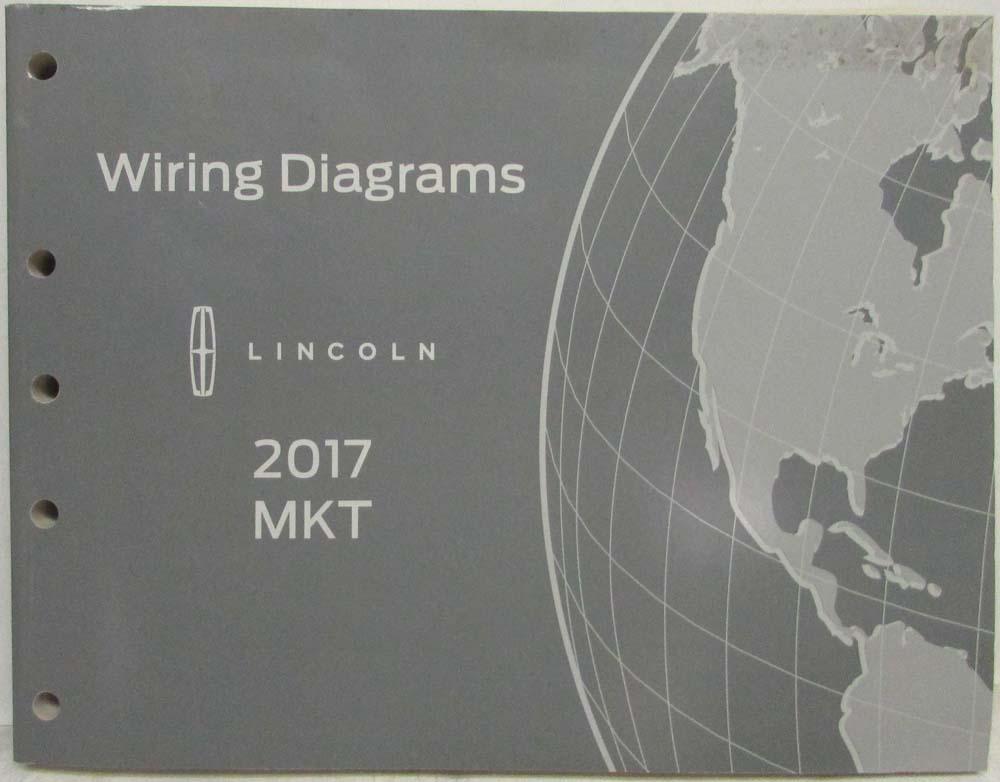 Wiring Diagrams
LINCOLN
2017
MKT